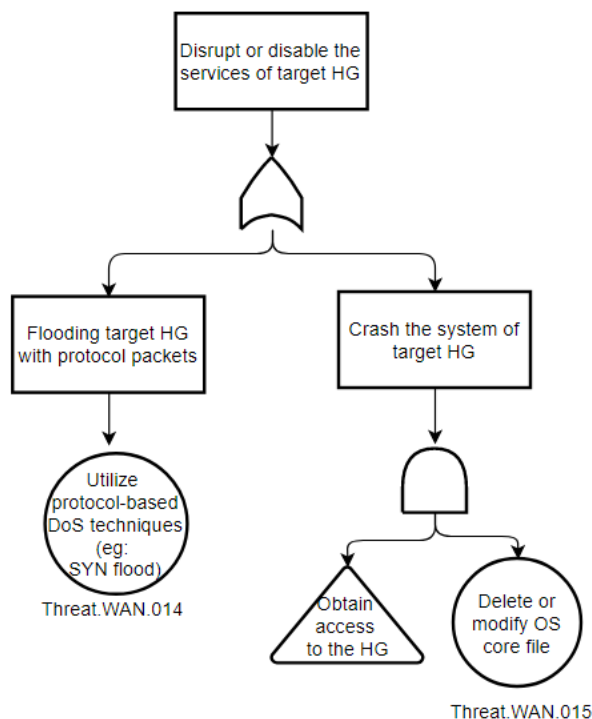 Disrupt or disable the
services of target HG
Flooding target HG
with protocol packets
Crash the system of
target HG
Utilize
protocol-based
DoS techniques
(eg:
SYN flood)
Threat.WAN.014
Obtain
access
to the HG
Delete or
modify OS
core file
Threat.WAN.015